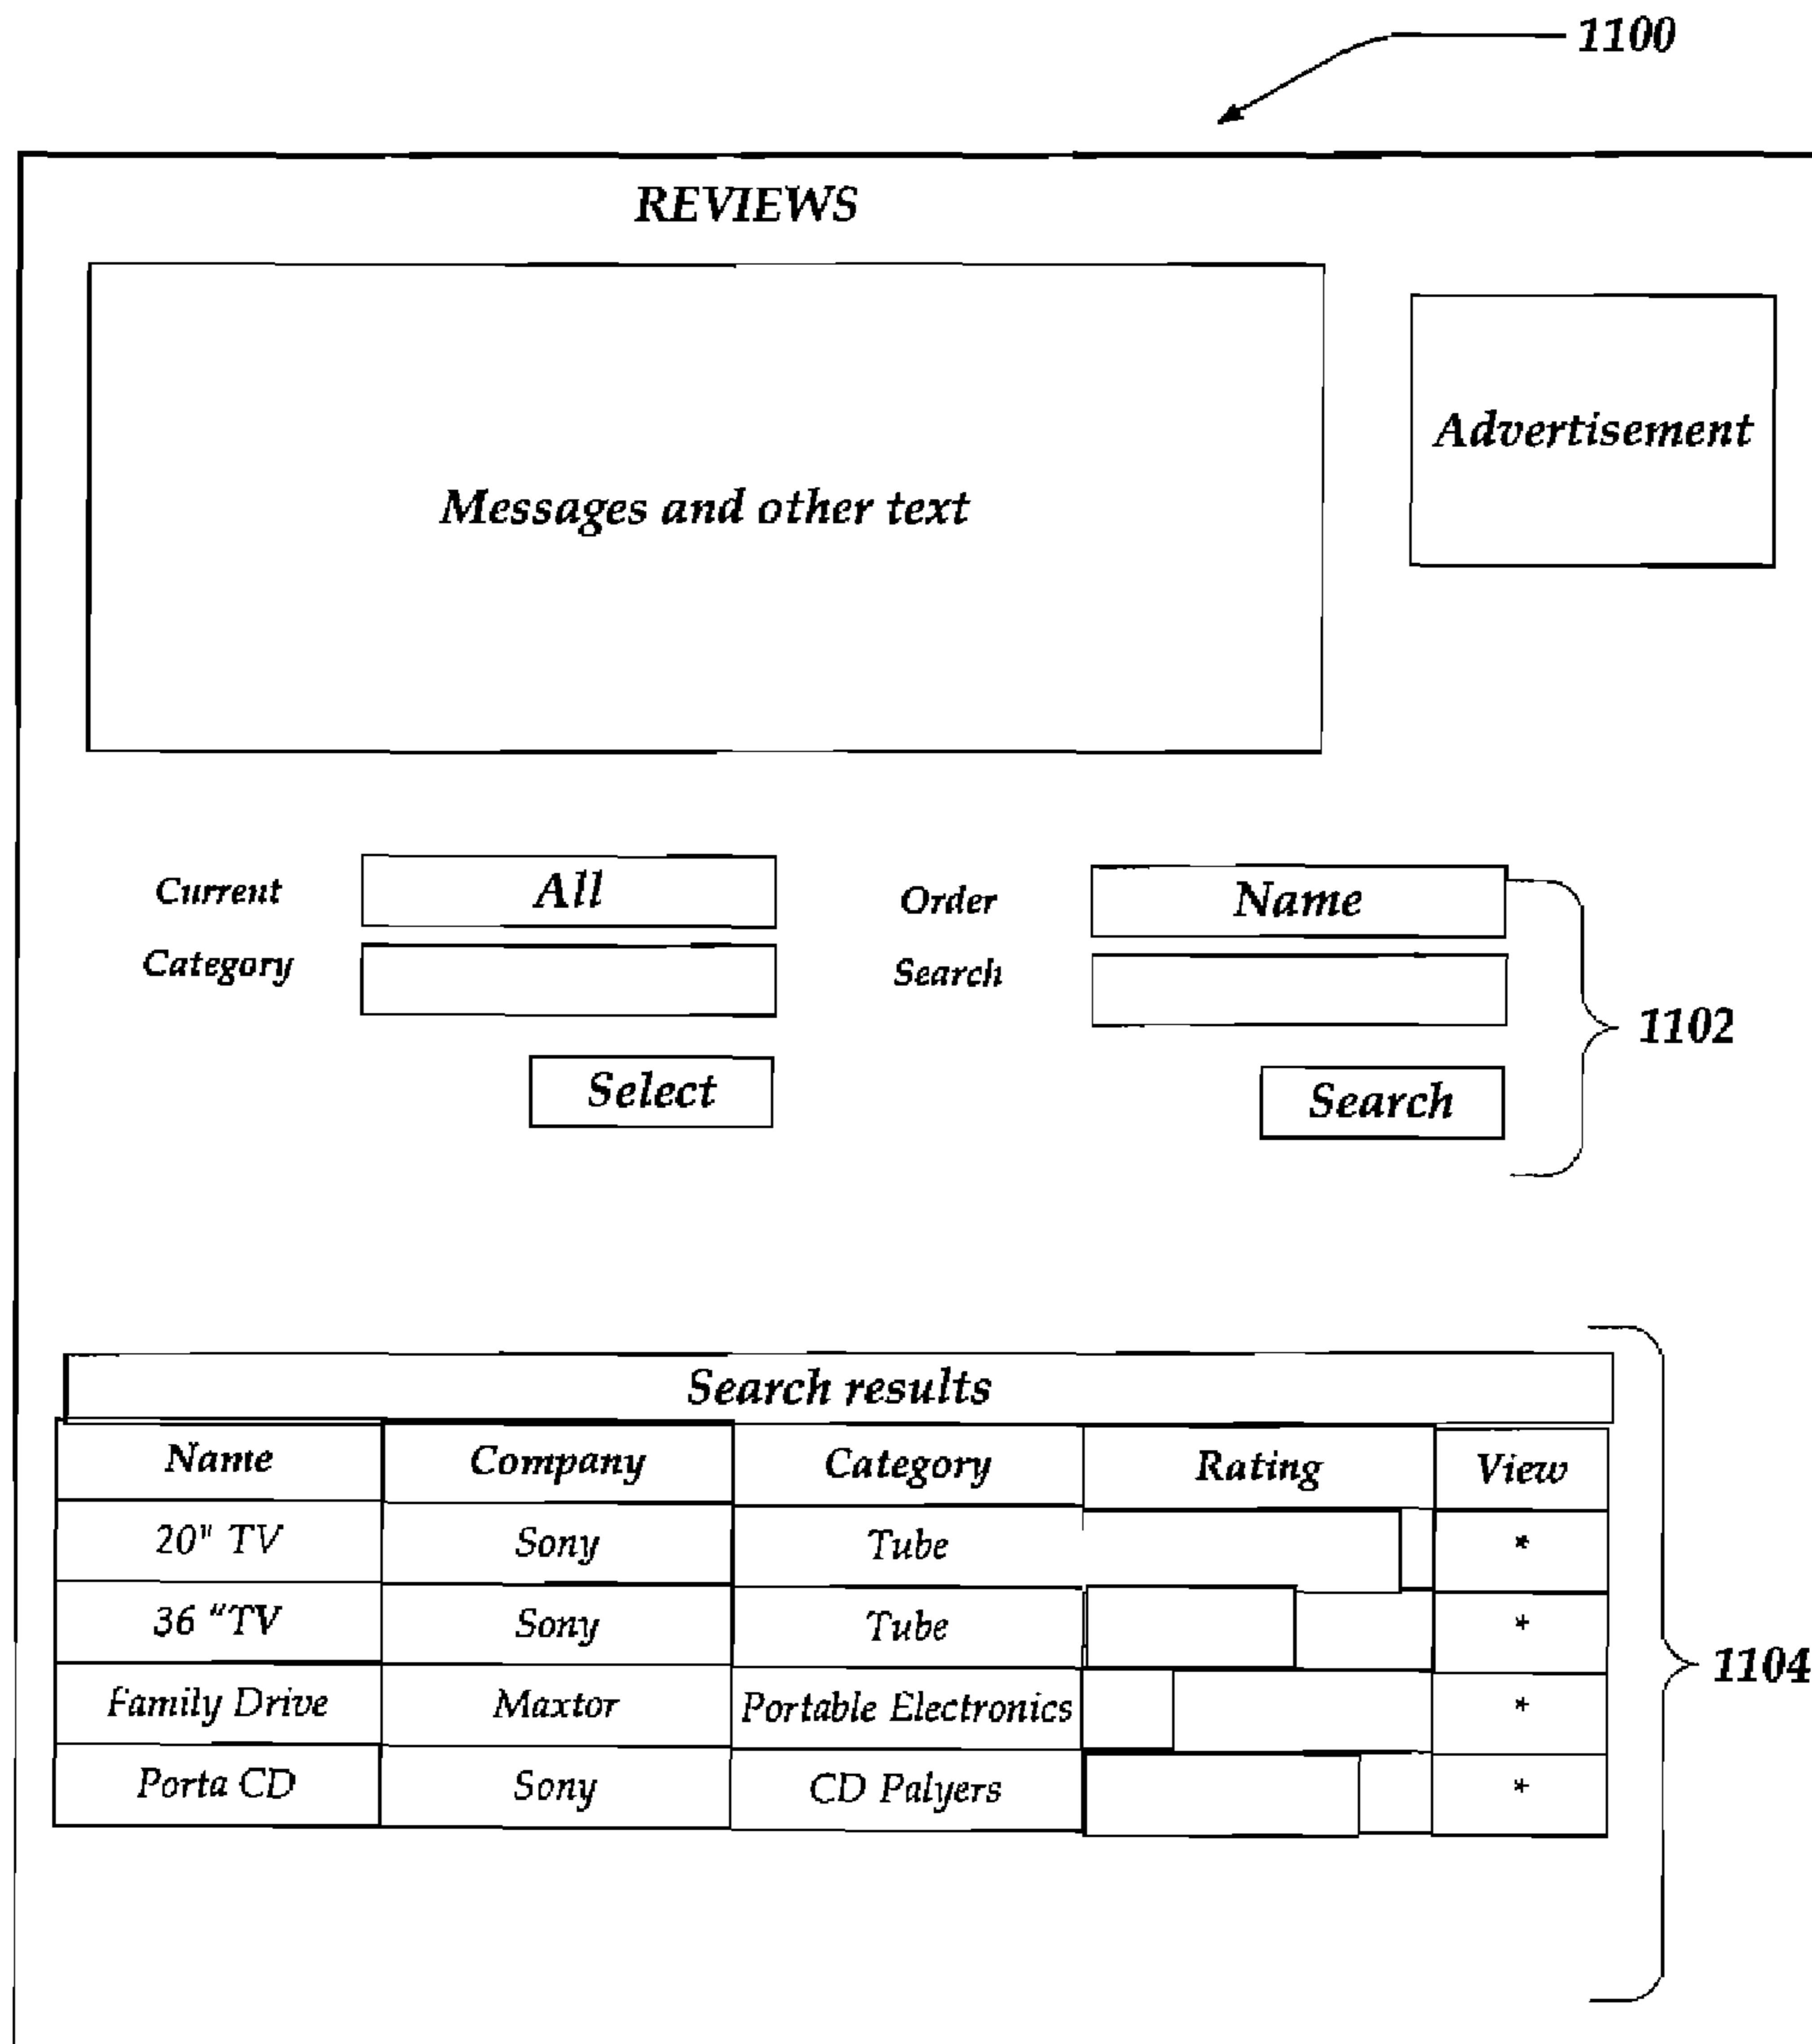 1100
REVIEWS
Advertisement
Messages and other text
Current All Order Name
Category Search
1102
Select Search
Search results
Name Company Category Rating View
20" TV Sony Tube *
36 "TV Sony Tube *
1104
Family Drive Maxtor Portable Electronics *
Porta CD Sony CD Palyers *